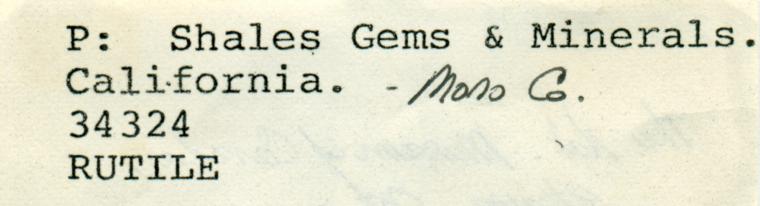 P: Shales Gems & Minerals.
California. - Mono Co.
34324
RUTILE